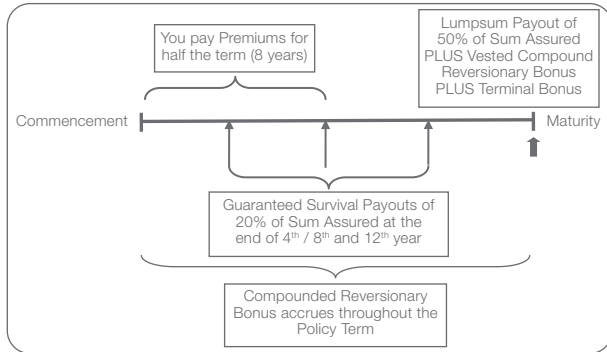 You pay Premiums for
half the term (8 years)
Lumpsum Payout of
50% of Sum Assured
PLUS Vested Compound
Reversionary Bonus
PLUS Terminal Bonus
Commencement
Maturity
Guaranteed Survival Payouts of
20% of Sum Assured at the
end of 4th / 8th and 12th year
Compounded Reversionary
Bonus accrues throughout the
Policy Term